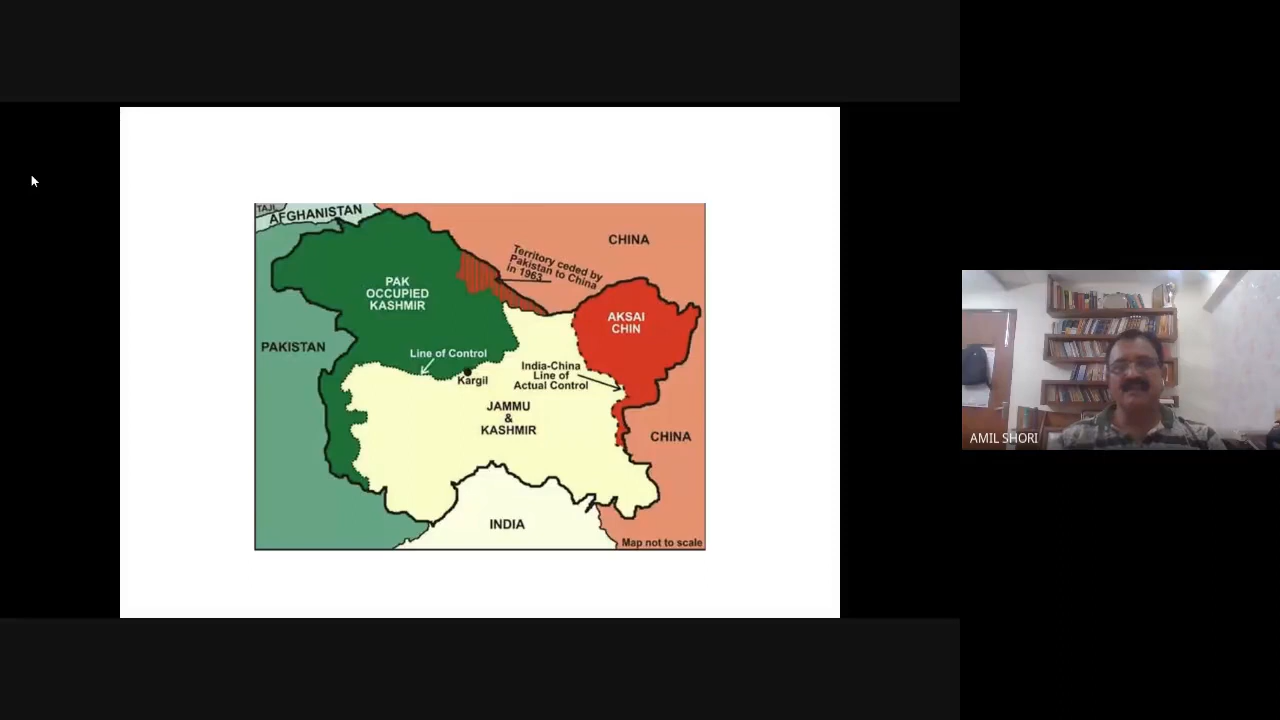 TAJI
AFGHANISTAN
CHINA
Territory ceded by
Pakistan to China
in 1963
PAK
OCCUPIED
KASHMIR
AKSAI
CHIN
PAKISTAN
Line of Control
Kargil
India-China
Line of
Actual Control
JAMMU
&
KASHMIR
CHINA
INDIA
Map not to scale
AMIL SHORI